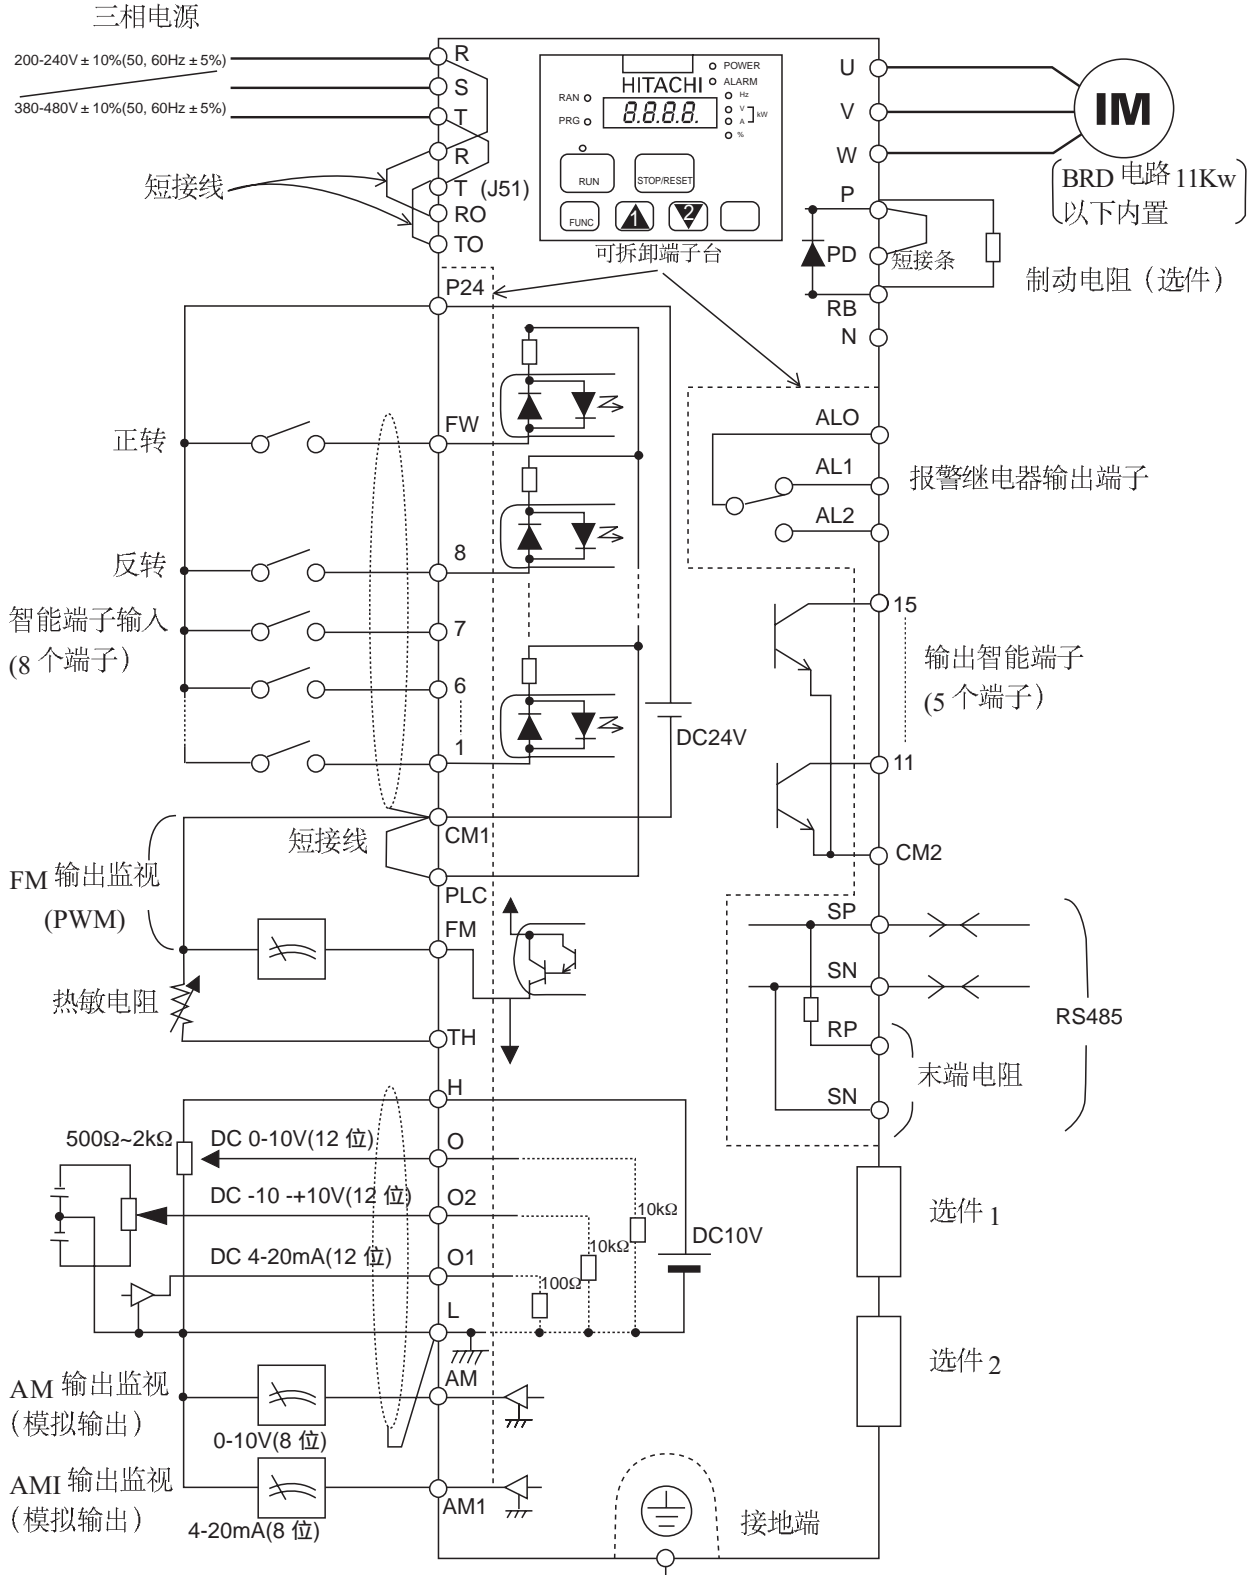 三相电源
200-240V ± 10%(50, 60Hz ± 5%)
380-480V ± 10%(50, 60Hz ± 5%)
R
S
T
R
T (J51)
RO
TO
短接线
HITACHI
POWER
ALARM
Hz
V
A
kW
%
RAN
PRG
8.8.8.8.
RUN
STOP/RESET
FUNC
1
2
可拆卸端子台
U
V
W
IM
BRD 电路 11Kw
以下内置
P
PD
RB
N
短接条
制动电阻（选件）
P24
正转
FW
反转
8
智能端子输入
(8 个端子）
7
6
1
DC24V
CM1
短接线
PLC
FM 输出监视
(PWM)
FM
热敏电阻
TH
ALO
AL1
AL2
报警继电器输出端子
15
输出智能端子
(5 个端子）
11
CM2
SP
SN
RP
SN
RS485
末端电阻
H
500Ω~2kΩ
DC 0-10V(12 位)
O
DC -10 -+10V(12 位)
O2
DC 4-20mA(12 位)
O1
L
10kΩ
10kΩ
100Ω
DC10V
选件 1
选件 2
AM 输出监视
（模拟输出）
0-10V(8 位)
AM
AMI 输出监视
（模拟输出）
4-20mA(8 位)
AM1
接地端